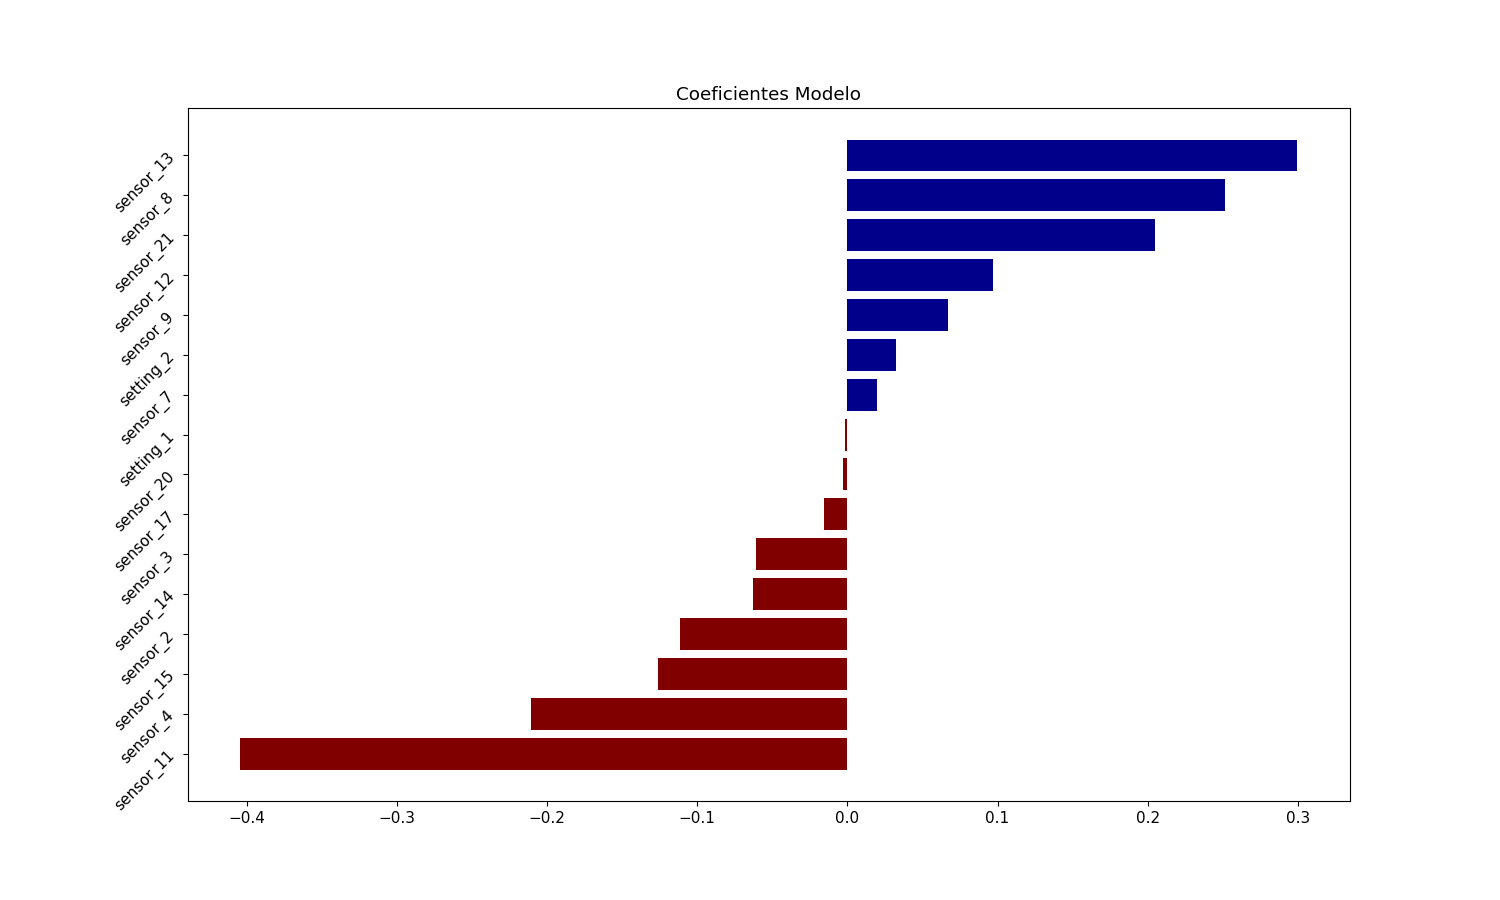 Coeficientes Modelo
sensor_13
sensor_8
sensor_21
sensor_12
sensor_9
setting_2
sensor_7
setting_1
sensor_20
sensor_17
sensor_3
sensor_14
sensor_2
sensor_15
sensor_4
sensor_11
−0.4 −0.3 −0.2 −0.1 0.0 0.1 0.2 0.3